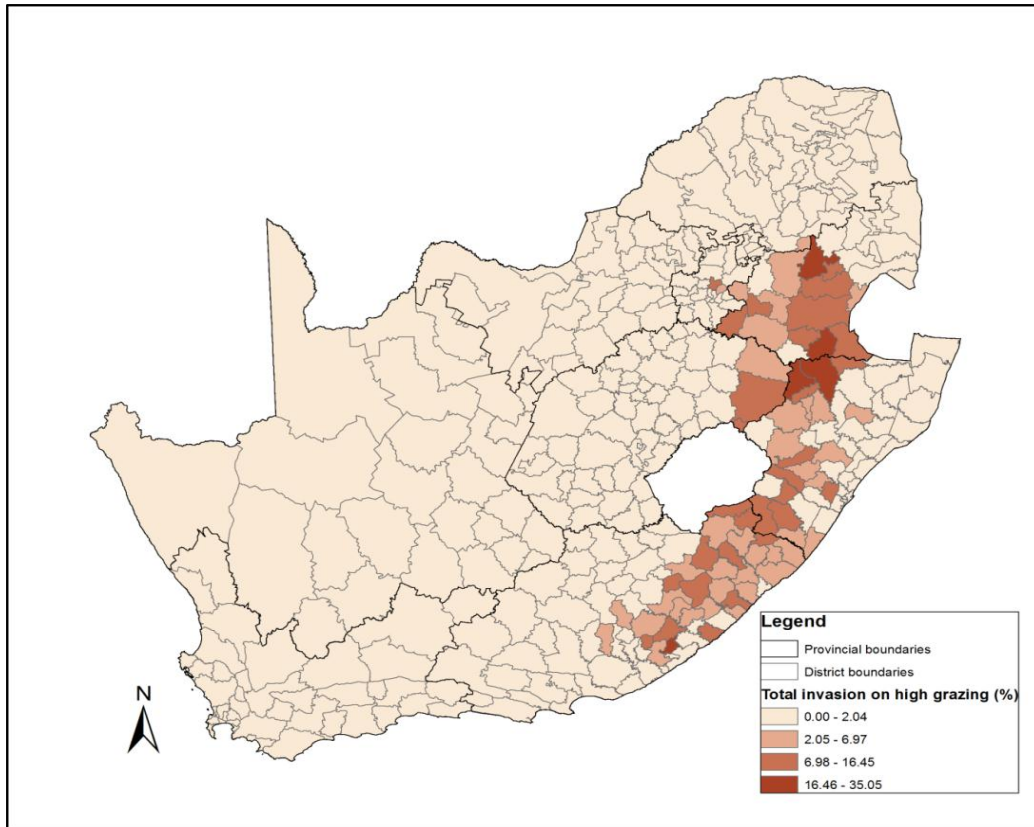 N
Legend
Provincial boundaries
District boundaries
Total invasion on high grazing (%)
0.00 - 2.04
2.05 - 6.97
6.98 - 16.45
16.46 - 35.05